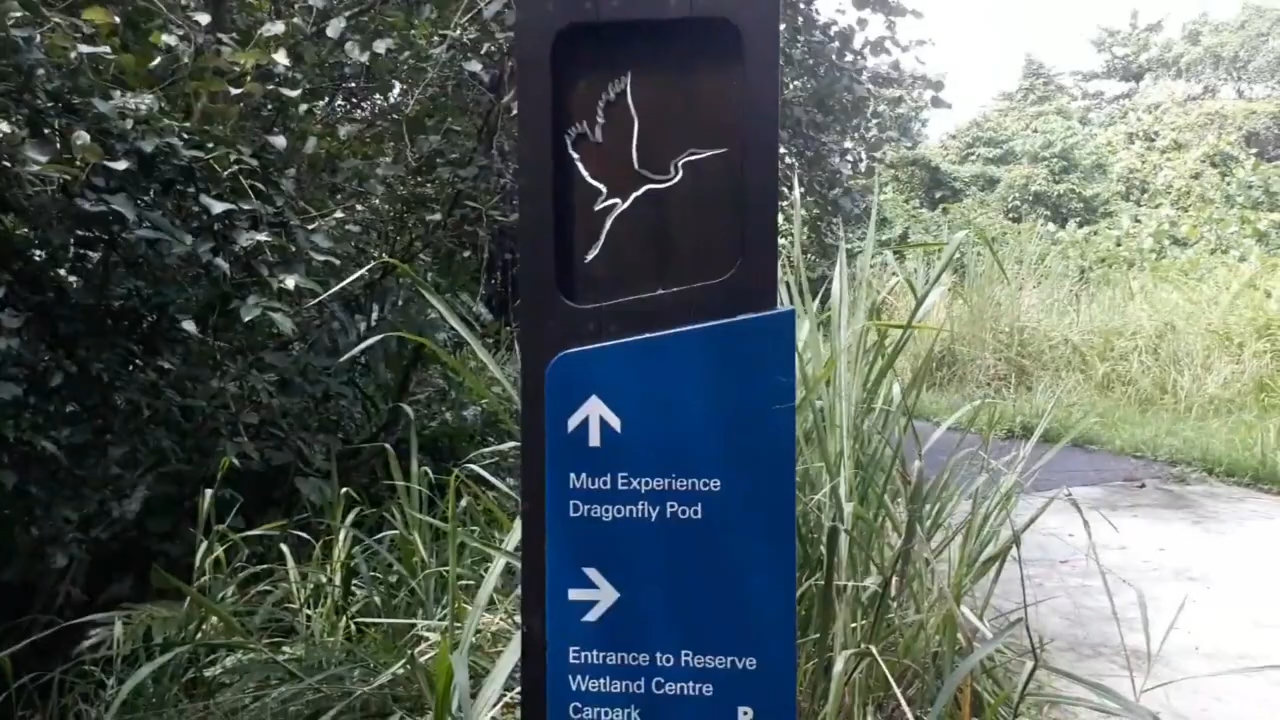 Mud Experience
Dragonfly Pod
Entrance to Reserve
Wetland Centre
Carpark P